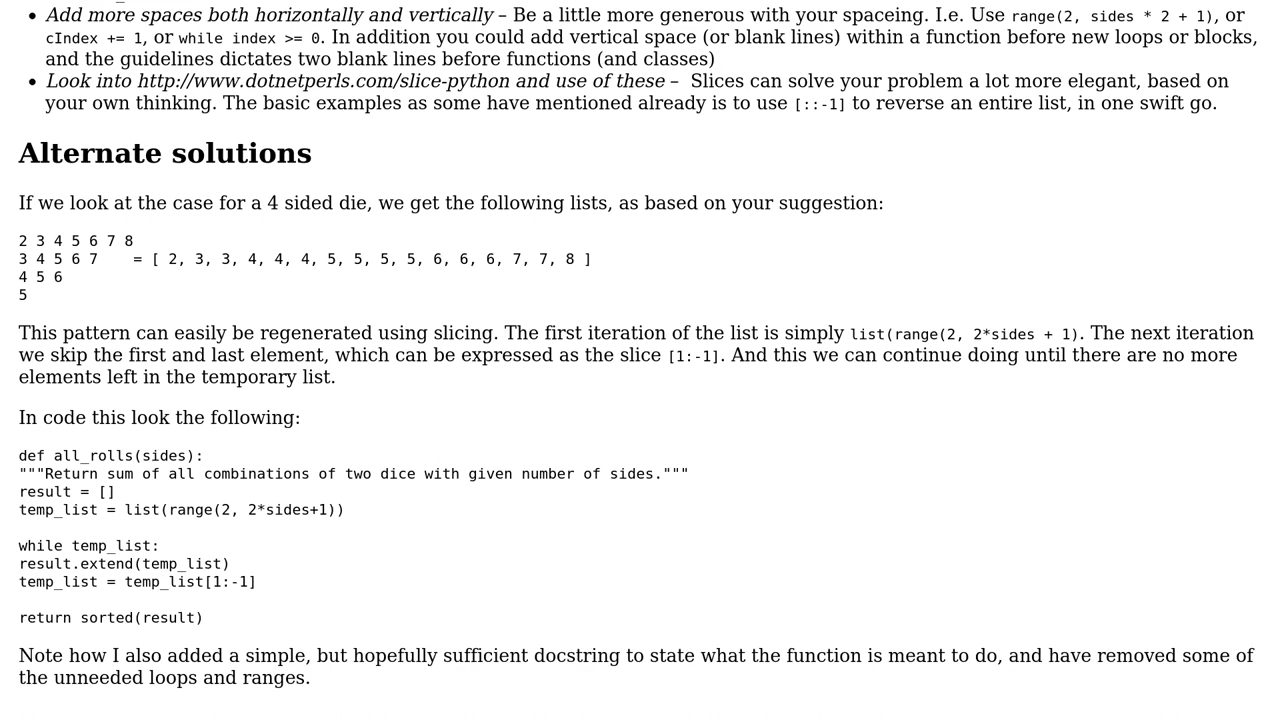 • Add more spaces both horizontally and vertically – Be a little more generous with your spaceing. I.e. Use range(2, sides * 2 + 1), or
cIndex += 1, or while index >= 0. In addition you could add vertical space (or blank lines) within a function before new loops or blocks,
and the guidelines dictates two blank lines before functions (and classes)
• Look into http://www.dotnetperls.com/slice-python and use of these – Slices can solve your problem a lot more elegant, based on
your own thinking. The basic examples as some have mentioned already is to use [::-1] to reverse an entire list, in one swift go.
Alternate solutions
If we look at the case for a 4 sided die, we get the following lists, as based on your suggestion:
2 3 4 5 6 7 8
3 4 5 6 7    = [ 2, 3, 3, 4, 4, 4, 5, 5, 5, 5, 6, 6, 6, 7, 7, 8 ]
4 5 6
5
This pattern can easily be regenerated using slicing. The first iteration of the list is simply list(range(2, 2*sides + 1). The next iteration
we skip the first and last element, which can be expressed as the slice [1:-1]. And this we can continue doing until there are no more
elements left in the temporary list.
In code this look the following:
def all_rolls(sides):
"""Return sum of all combinations of two dice with given number of sides."""
result = []
temp_list = list(range(2, 2*sides+1))
while temp_list:
result.extend(temp_list)
temp_list = temp_list[1:-1]
return sorted(result)
Note how I also added a simple, but hopefully sufficient docstring to state what the function is meant to do, and have removed some of
the unneeded loops and ranges.